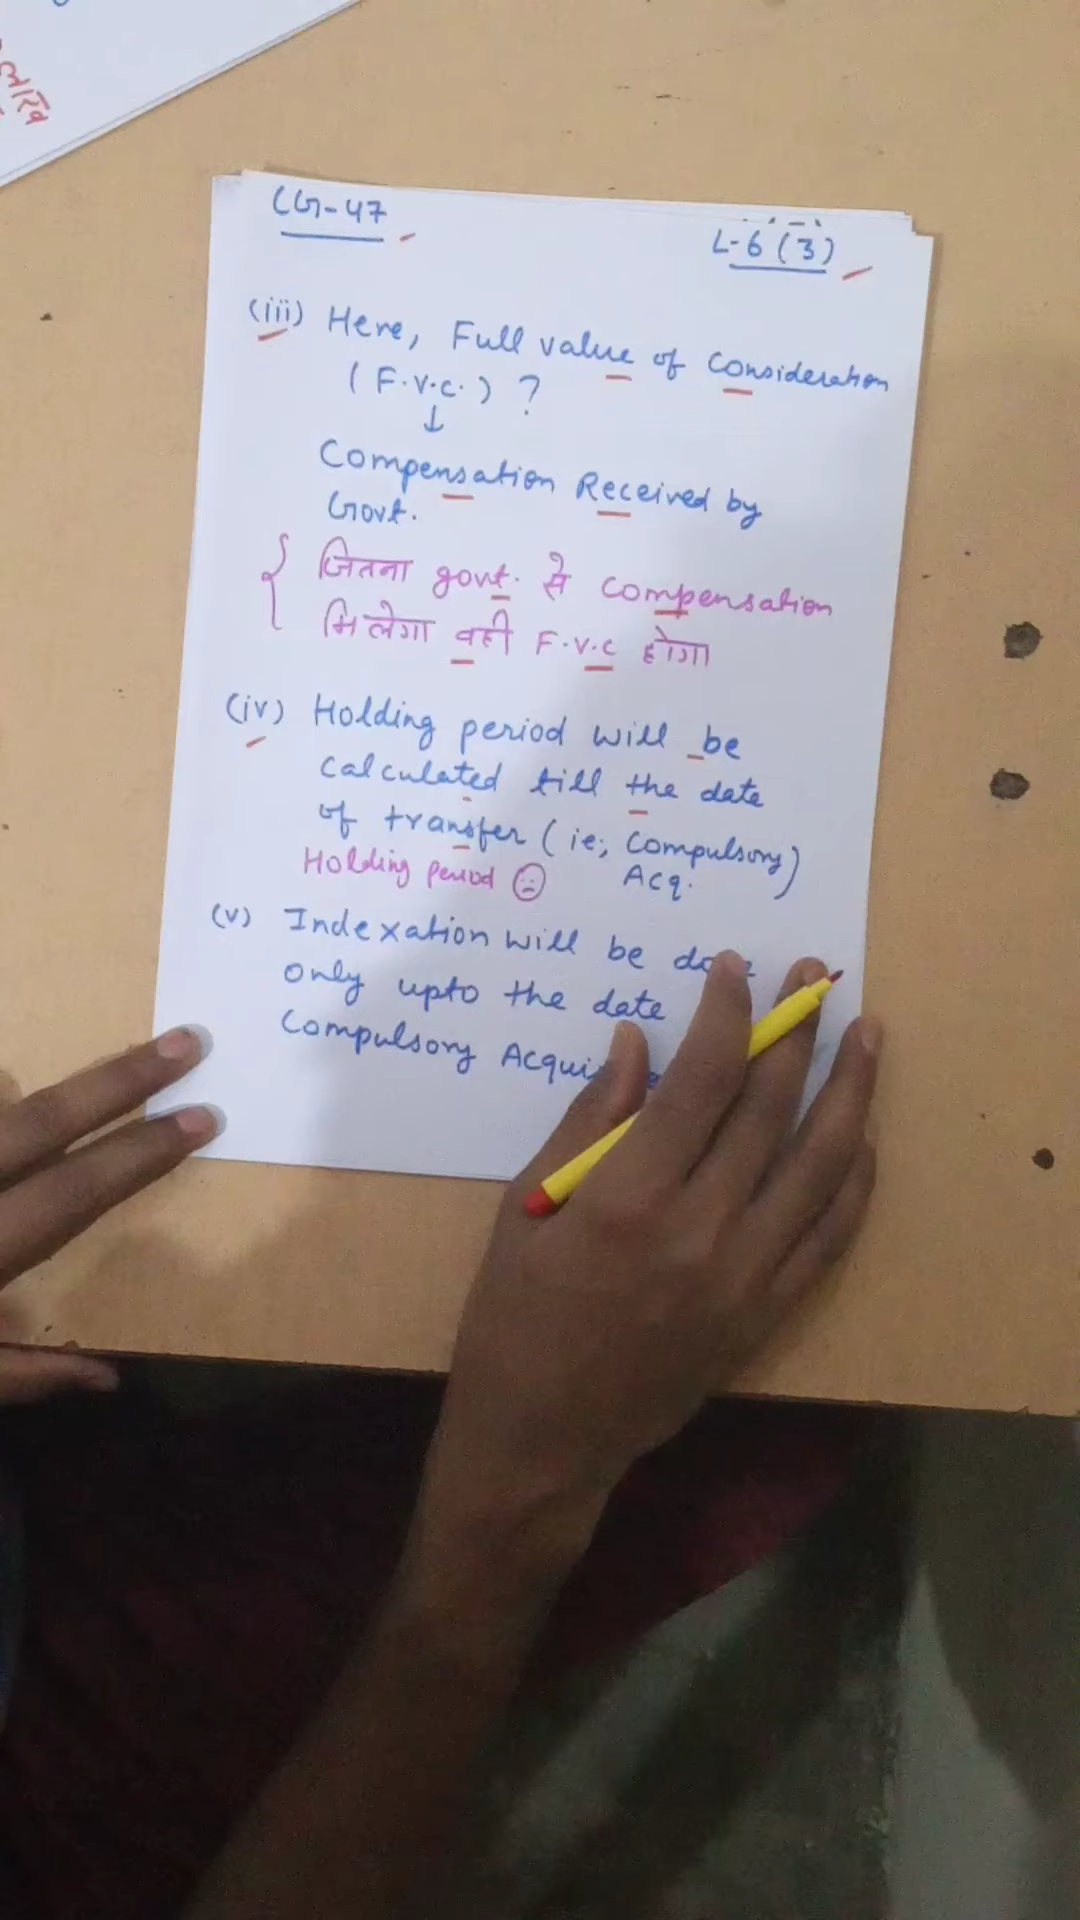 लाख
CG-47
L-6 (3)
(iii) Here, Full value of Consideration
(F.V.C.) ?
↓
Compensation Received by
Govt.
{ जितना govt. से compensation
मिलेगा वही F.V.C होगा
(iv) Holding period will be
calculated till the date
of transfer (ie; Compulsory)
Acq.
Holding period ☹
(v) Indexation will be
only upto the date
Compulsory